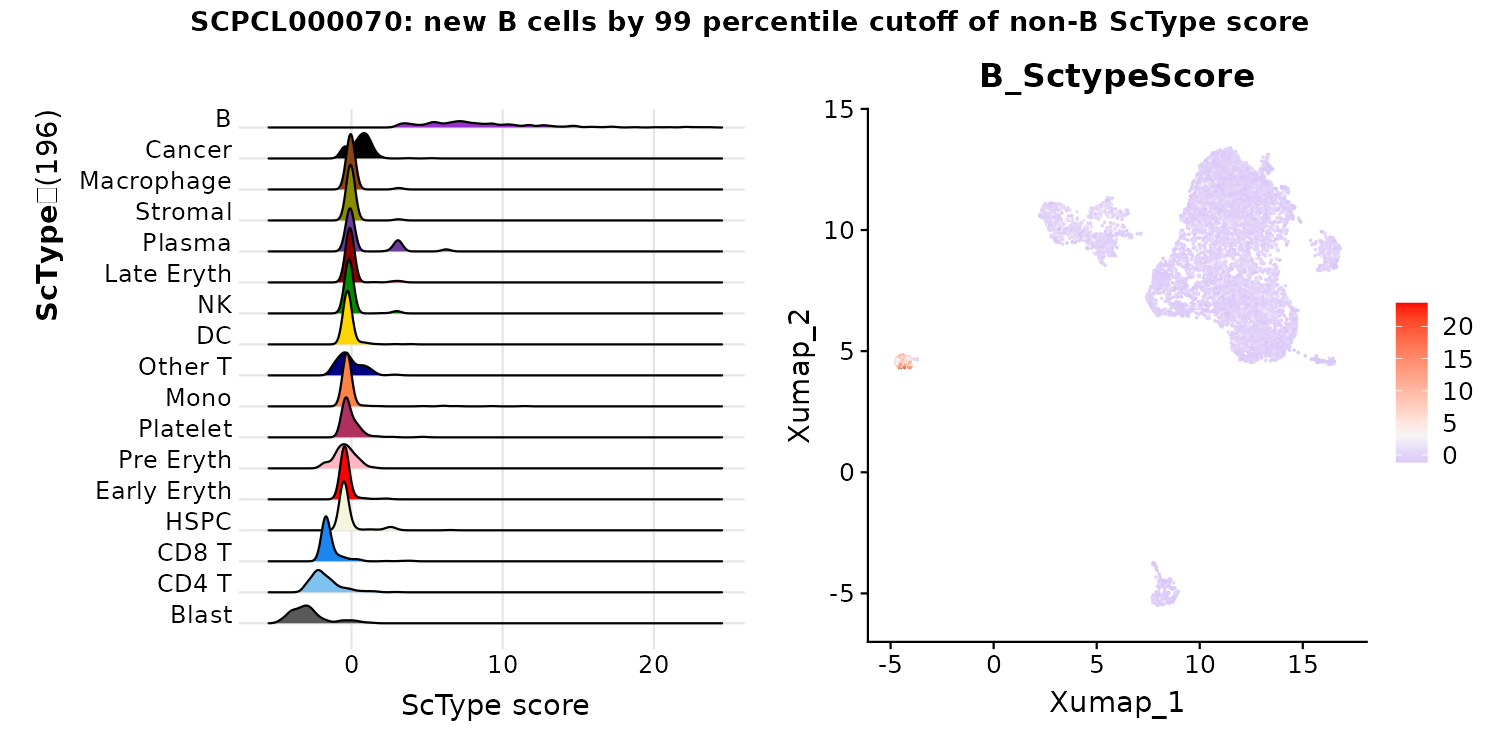 SCPCL000070: new B cells by 99 percentile cutoff of non-B ScType score
ScType□(196)
B
Cancer
Macrophage
Stromal
Plasma
Late Eryth
NK
DC
Other T
Mono
Platelet
Pre Eryth
Early Eryth
HSPC
CD8 T
CD4 T
Blast
0 10 20
ScType score
B_SctypeScore
Xumap_2
15
10
5
0
-5
-5 0 5 10 15
Xumap_1
20
15
10
5
0